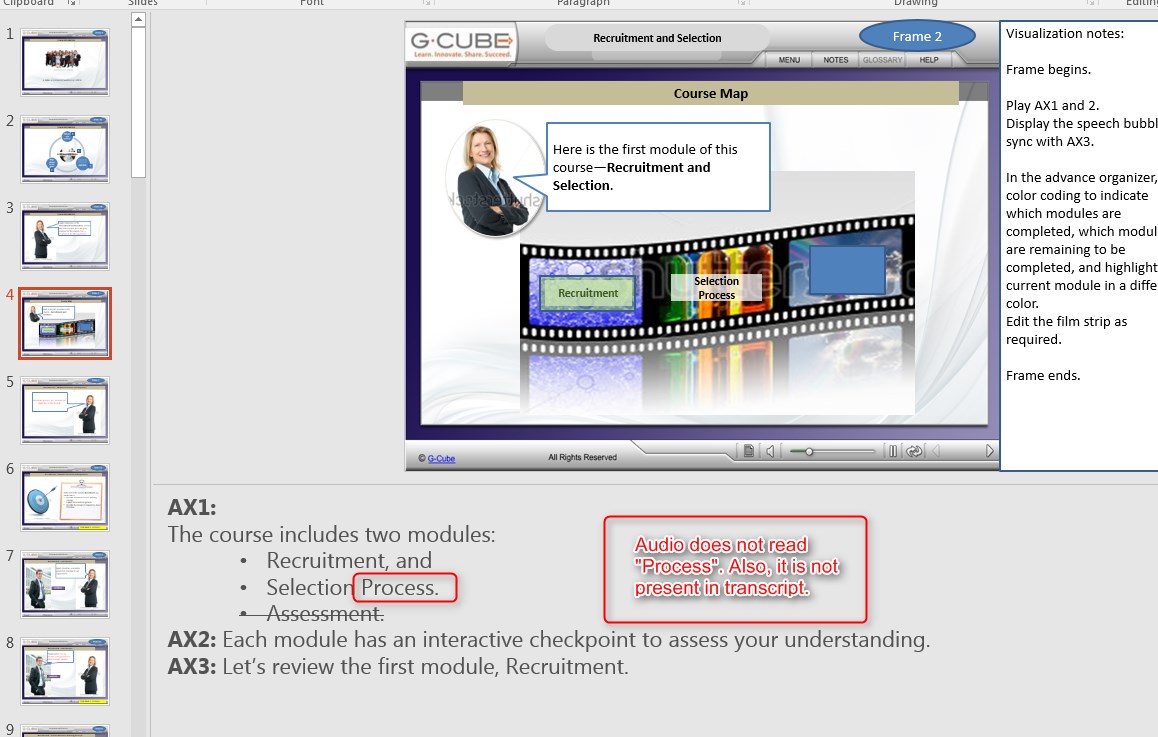 Clipboard
Slides
Font
Paragraph
Drawing
Editing
1
2
3
4
5
6
7
8
9
G-CUBE
Learn. Innovate. Share. Succeed.
Recruitment and Selection
Frame 2
MENU
NOTES
GLOSSARY
HELP
Course Map
Here is the first module of this
course—Recruitment and
Selection.
Recruitment
Selection
Process
© G-Cube
All Rights Reserved
Visualization notes:
Frame begins.
Play AX1 and 2.
Display the speech bubbl
sync with AX3.
In the advance organizer,
color coding to indicate
which modules are
completed, which modul
are remaining to be
completed, and highlight
current module in a diffe
color.
Edit the film strip as
required.
Frame ends.
AX1:
The course includes two modules:
• Recruitment, and
• Selection Process.
• Assessment.
AX2: Each module has an interactive checkpoint to assess your understanding.
AX3: Let’s review the first module, Recruitment.
Audio does not read
"Process". Also, it is not
present in transcript.